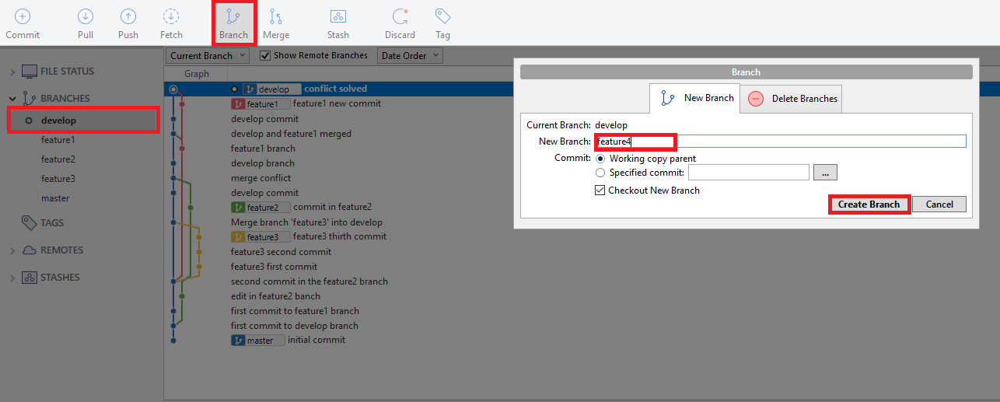 Commit Pull Push Fetch Branch Merge Stash Discard Tag
FILE STATUS
BRANCHES
develop
feature1
feature2
feature3
master
TAGS
REMOTES
STASHES
Current Branch Show Remote Branches Date Order
Graph
develop conflict solved
feature1 feature1 new commit
develop commit
develop and feature1 merged
feature1 branch
develop branch
merge conflict
develop commit
feature2 commit in feature2
Merge branch 'feature3' into develop
feature3 feature3 thirth commit
feature3 second commit
feature3 first commit
second commit in the feature2 branch
edit in feature2 banch
first commit to feature1 branch
first commit to develop branch
master initial commit
Branch
New Branch Delete Branches
Current Branch: develop
New Branch: feature4
Commit: Working copy parent
Specified commit: ...
Checkout New Branch
Create Branch Cancel